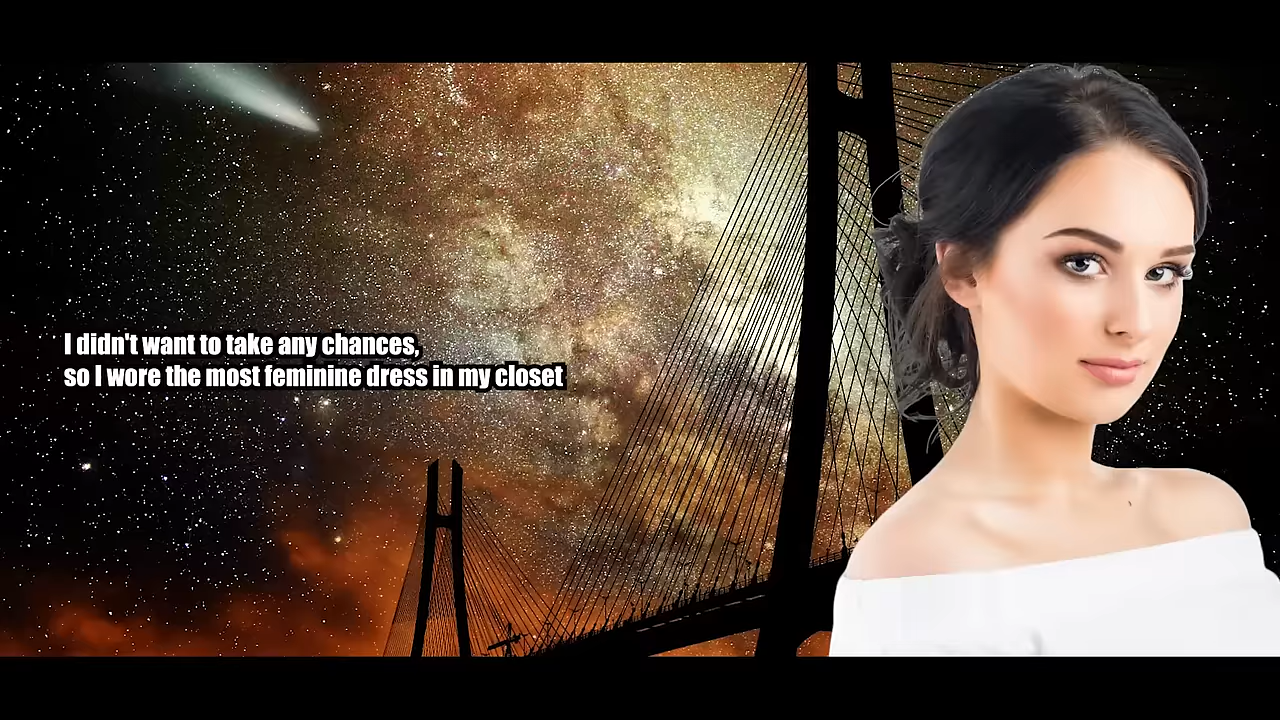 I didn't want to take any chances,
so I wore the most feminine dress in my closet